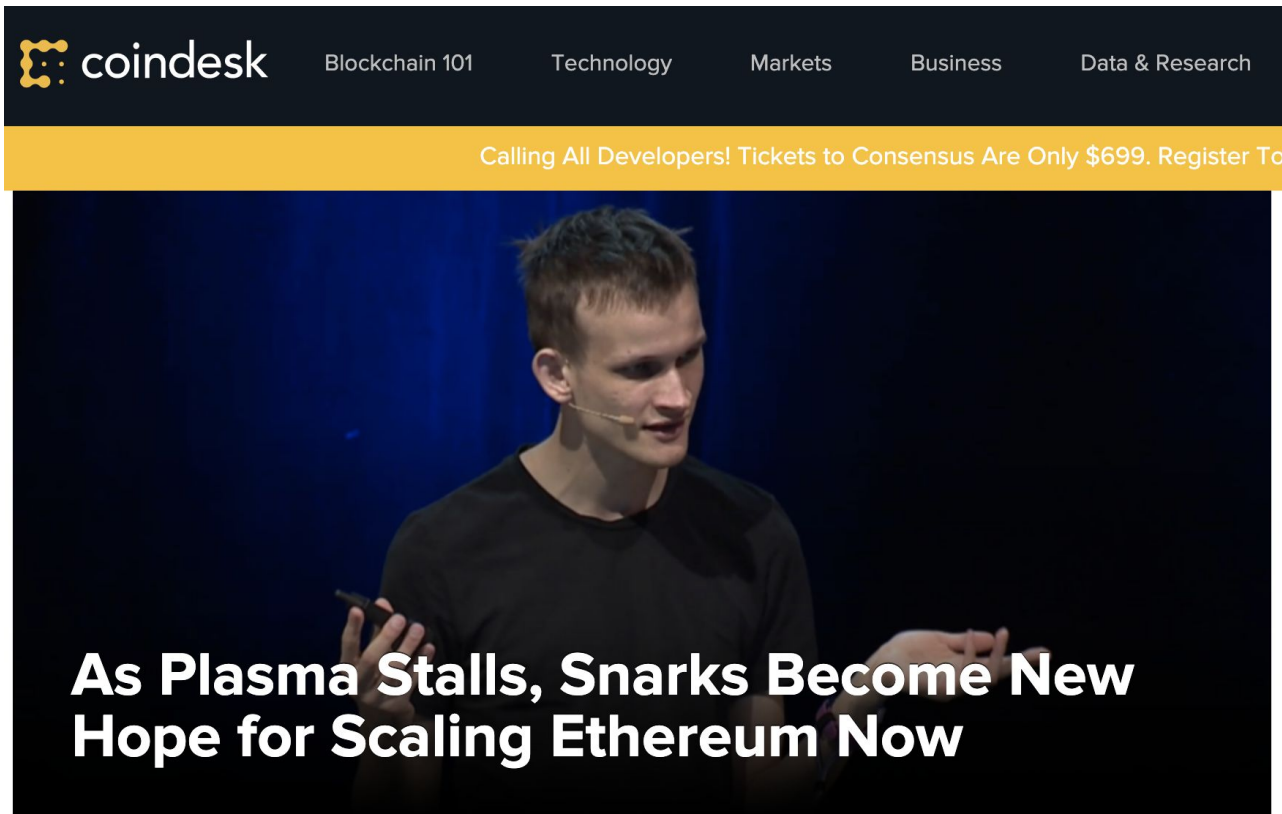 coindesk Blockchain 101 Technology Markets Business Data & Research
Calling All Developers! Tickets to Consensus Are Only $699. Register To
As Plasma Stalls, Snarks Become New
Hope for Scaling Ethereum Now